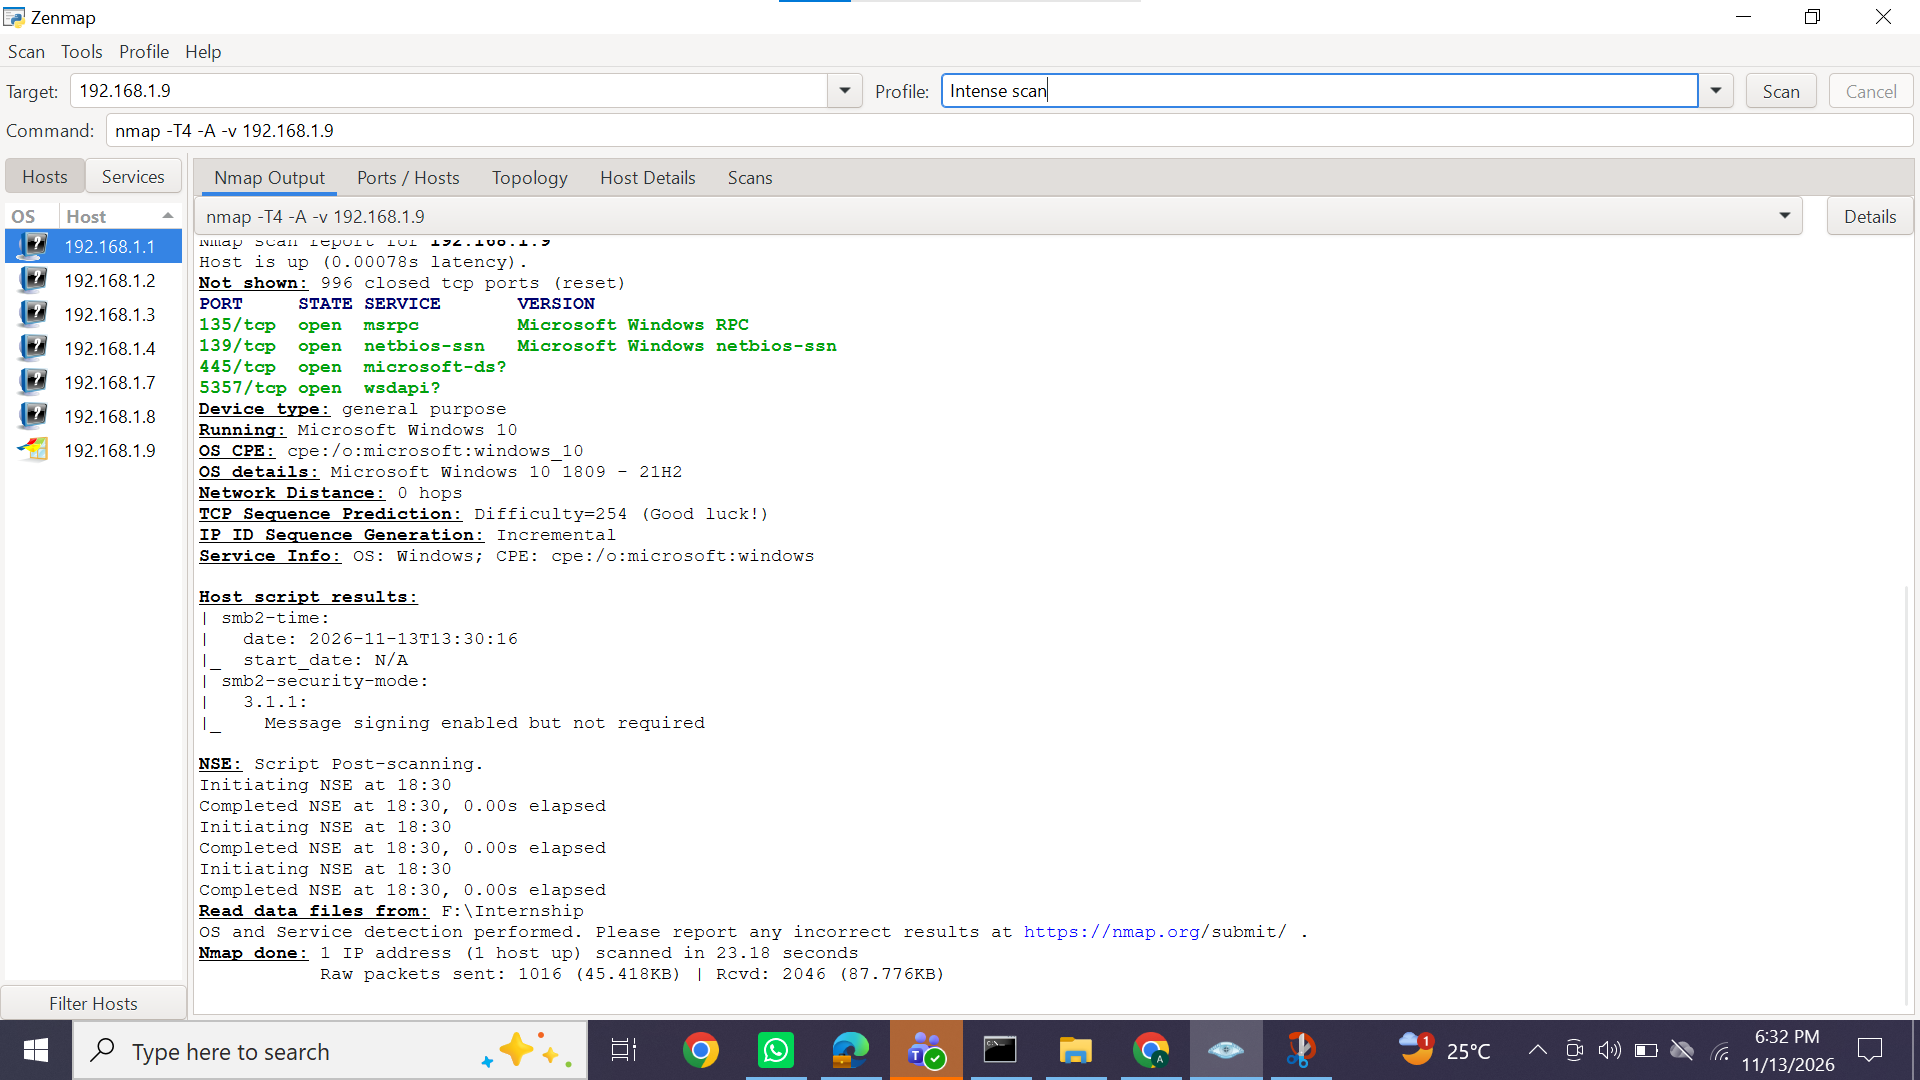 Zenmap
Scan Tools Profile Help
Target: 192.168.1.9 Profile: Intense scan Scan Cancel
Command: nmap -T4 -A -v 192.168.1.9
Hosts Services
OS Host
192.168.1.1
192.168.1.2
192.168.1.3
192.168.1.4
192.168.1.7
192.168.1.8
192.168.1.9
Filter Hosts
Nmap Output Ports / Hosts Topology Host Details Scans
nmap -T4 -A -v 192.168.1.9 Details
Nmap scan report for 192.168.1.9
Host is up (0.00078s latency).
Not shown: 996 closed tcp ports (reset)
PORT STATE SERVICE VERSION
135/tcp open msrpc Microsoft Windows RPC
139/tcp open netbios-ssn Microsoft Windows netbios-ssn
445/tcp open microsoft-ds?
5357/tcp open wsdapi?
Device type: general purpose
Running: Microsoft Windows 10
OS CPE: cpe:/o:microsoft:windows_10
OS details: Microsoft Windows 10 1809 - 21H2
Network Distance: 0 hops
TCP Sequence Prediction: Difficulty=254 (Good luck!)
IP ID Sequence Generation: Incremental
Service Info: OS: Windows; CPE: cpe:/o:microsoft:windows
Host script results:
| smb2-time:
|   date: 2026-11-13T13:30:16
|_  start_date: N/A
| smb2-security-mode:
|   3.1.1:
|_    Message signing enabled but not required
NSE: Script Post-scanning.
Initiating NSE at 18:30
Completed NSE at 18:30, 0.00s elapsed
Initiating NSE at 18:30
Completed NSE at 18:30, 0.00s elapsed
Initiating NSE at 18:30
Completed NSE at 18:30, 0.00s elapsed
Read data files from: F:\Internship
OS and Service detection performed. Please report any incorrect results at https://nmap.org/submit/ .
Nmap done: 1 IP address (1 host up) scanned in 23.18 seconds
Raw packets sent: 1016 (45.418KB) | Rcvd: 2046 (87.776KB)
Type here to search
T
A
1
25°C
6:32 PM
11/13/2026